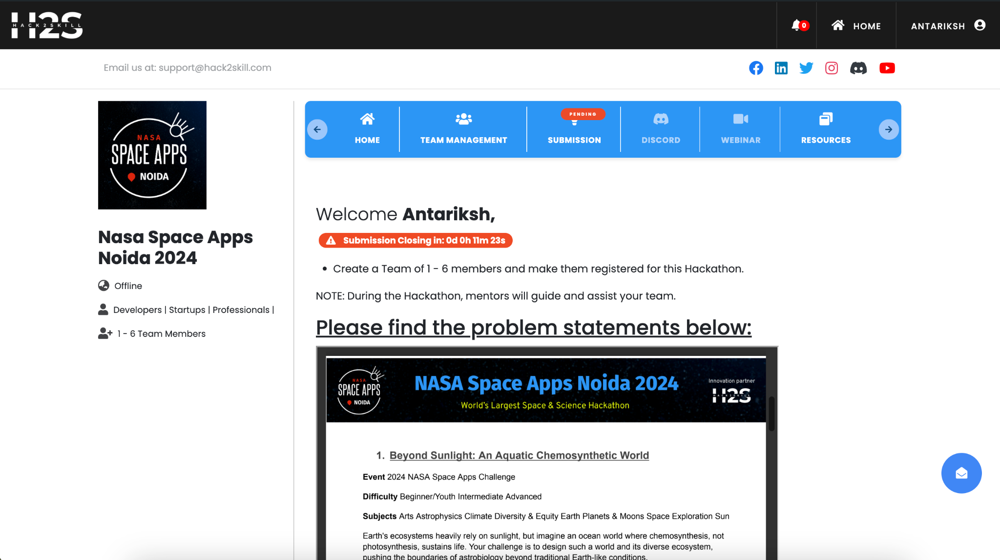 H2S
HACK2SKILL
0
HOME
ANTARIKSH
Email us at: support@hack2skill.com
NASA
SPACE APPS
NOIDA
Nasa Space Apps
Noida 2024
Offline
Developers | Startups | Professionals |
1 - 6 Team Members
HOME
TEAM MANAGEMENT
PENDING
SUBMISSION
DISCORD
WEBINAR
RESOURCES
Welcome Antariksh,
Submission Closing in: 0d 0h 11m 23s
• Create a Team of 1 - 6 members and make them registered for this Hackathon.
NOTE: During the Hackathon, mentors will guide and assist your team.
Please find the problem statements below:
NASA
SPACE APPS
NOIDA
NASA Space Apps Noida 2024
World's Largest Space & Science Hackathon
Innovation partner
H2S
HACK2SKILL
1. Beyond Sunlight: An Aquatic Chemosynthetic World
Event 2024 NASA Space Apps Challenge
Difficulty Beginner/Youth Intermediate Advanced
Subjects Arts Astrophysics Climate Diversity & Equity Earth Planets & Moons Space Exploration Sun
Earth's ecosystems heavily rely on sunlight, but imagine an ocean world where chemosynthesis, not
photosynthesis, sustains life. Your challenge is to design such a world and its diverse ecosystem,
pushing the boundaries of astrobiology beyond traditional Earth-like conditions.